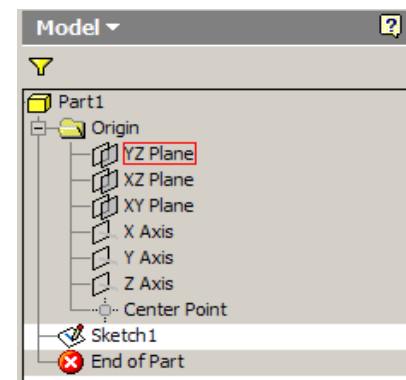 Model
Part1
Origin
YZ Plane
XZ Plane
XY Plane
X Axis
Y Axis
Z Axis
Center Point
Sketch1
End of Part